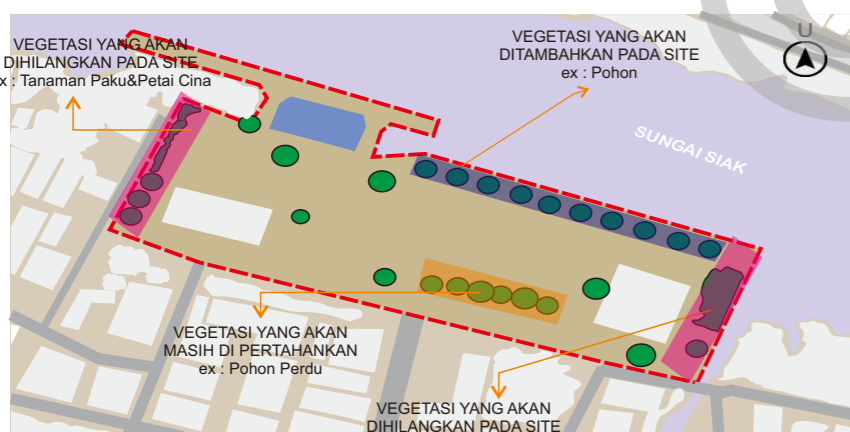 VEGETASI YANG AKAN
DIHILANGKAN PADA SITE
x : Tanaman Paku&Petai Cina
VEGETASI YANG AKAN
DITAMBAHKAN PADA SITE
ex : Pohon
U
SUNGAI SIAK
VEGETASI YANG AKAN
MASIH DI PERTAHANKAN
ex : Pohon Perdu
VEGETASI YANG AKAN
DIHILANGKAN PADA SITE